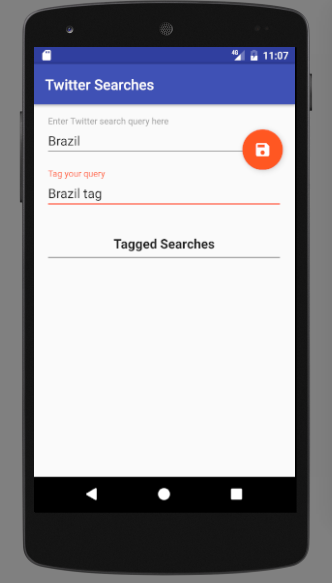 4G 11:07
Twitter Searches
Enter Twitter search query here
Brazil
Tag your query
Brazil tag
Tagged Searches